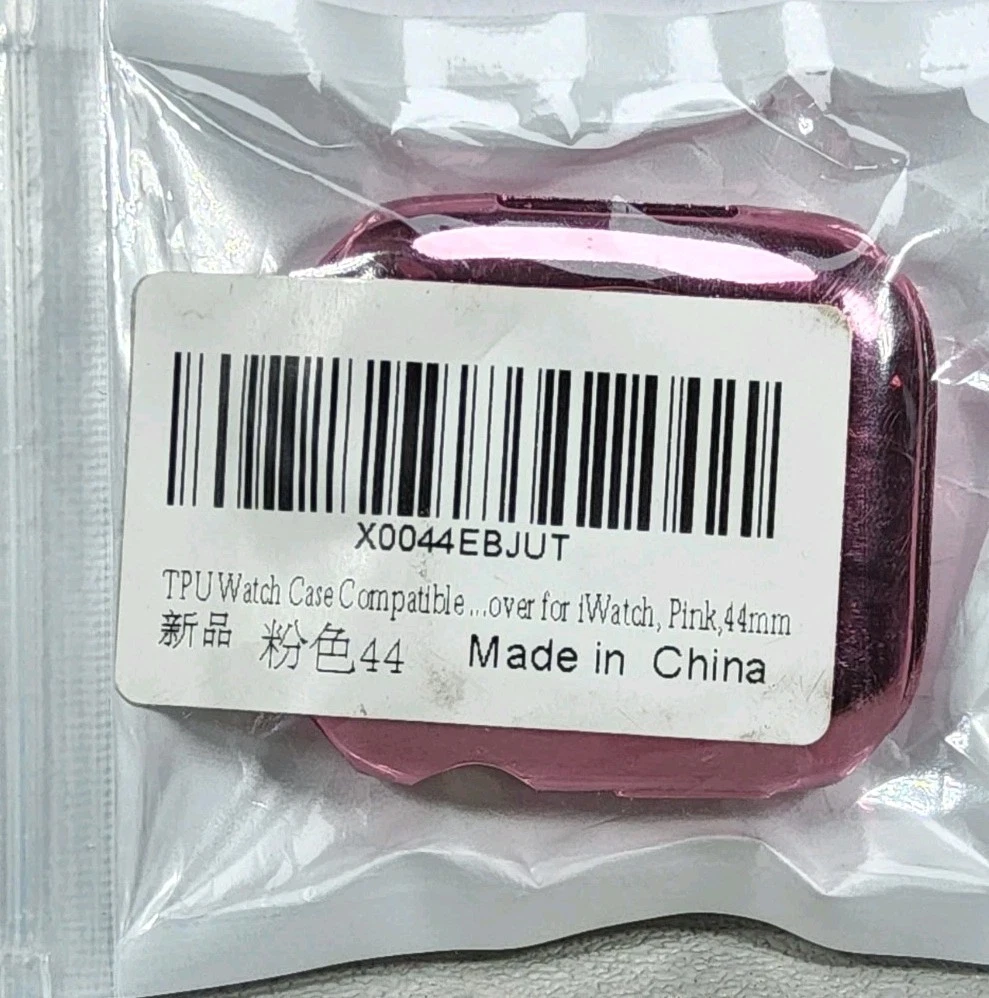 X0044EBJUT
TPU Watch Case Compatible...over for iWatch, Pink,44mm
新品 粉色44 Made in China